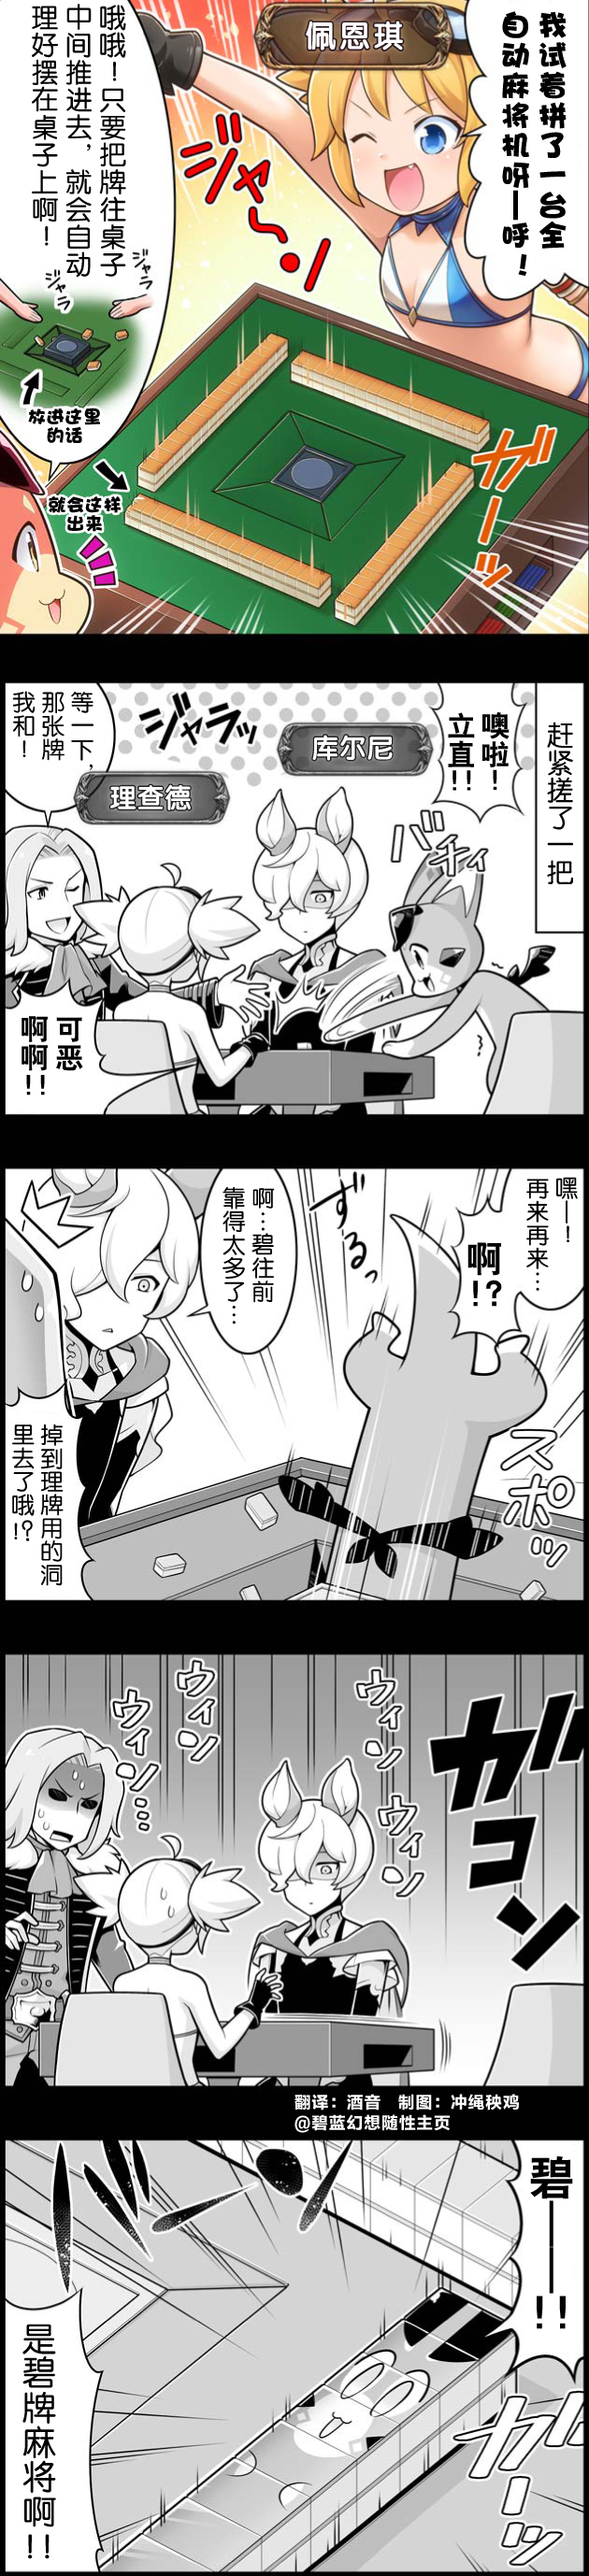 我试着拼了一台全
自动麻将机呀—呼！
佩恩琪
哦哦！只要把牌往桌子
中间推进去，就会自动
理好摆在桌子上啊！
ジャ〜！
ジャラ
ジャラ
放进这里
的话
就会这样
出来
ガーッ
赶紧搓了一把
噢啦！
立直！！
库尔尼
ジャラッ
理查德
等一下，
那张牌
我和！
バチィ
可恶
啊啊！！
嘿—！
再来再来…
啊！？
ずるっ
啊…碧往前
靠得太多了…
スポッ
掉到理牌用的洞
里去了哦！？
ガコン
ウィン
ウィン
ウィン
ウィン…
翻译：酒音　制图：冲绳秧鸡
@碧蓝幻想随性主页
碧——！！
ガーッ
是碧牌麻将啊！！